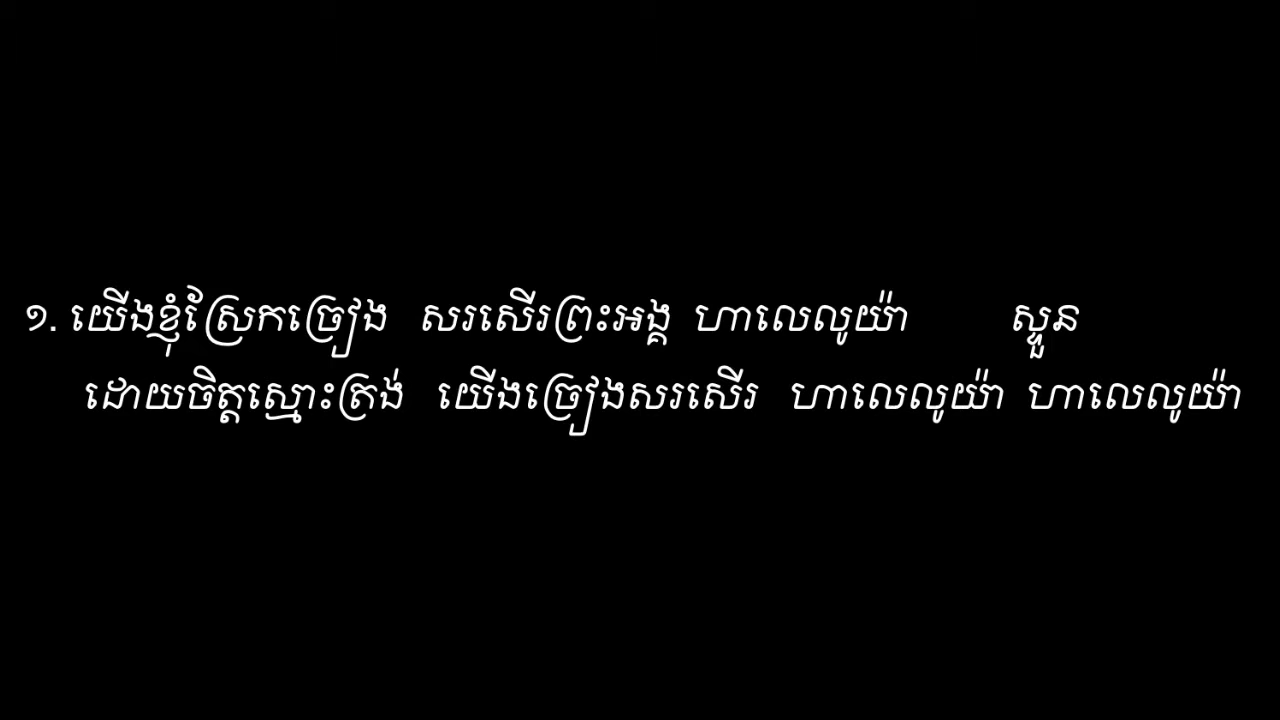 ១. យើងខ្ញុំស្រែកច្រៀង សរសើរព្រះអង្គ ហាលេលូយ៉ា ស្ទួន
ដោយចិត្តស្មោះត្រង់ យើងច្រៀងសរសើរ ហាលេលូយ៉ា ហាលេលូយ៉ា